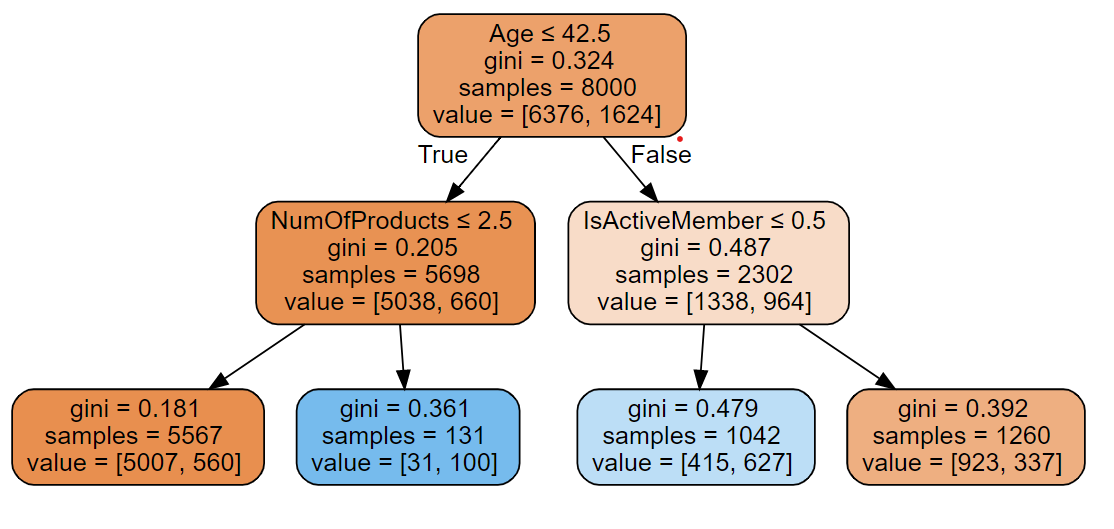 Age ≤ 42.5
gini = 0.324
samples = 8000
value = [6376, 1624]
True
False
NumOfProducts ≤ 2.5
gini = 0.205
samples = 5698
value = [5038, 660]
IsActiveMember ≤ 0.5
gini = 0.487
samples = 2302
value = [1338, 964]
gini = 0.181
samples = 5567
value = [5007, 560]
gini = 0.361
samples = 131
value = [31, 100]
gini = 0.479
samples = 1042
value = [415, 627]
gini = 0.392
samples = 1260
value = [923, 337]